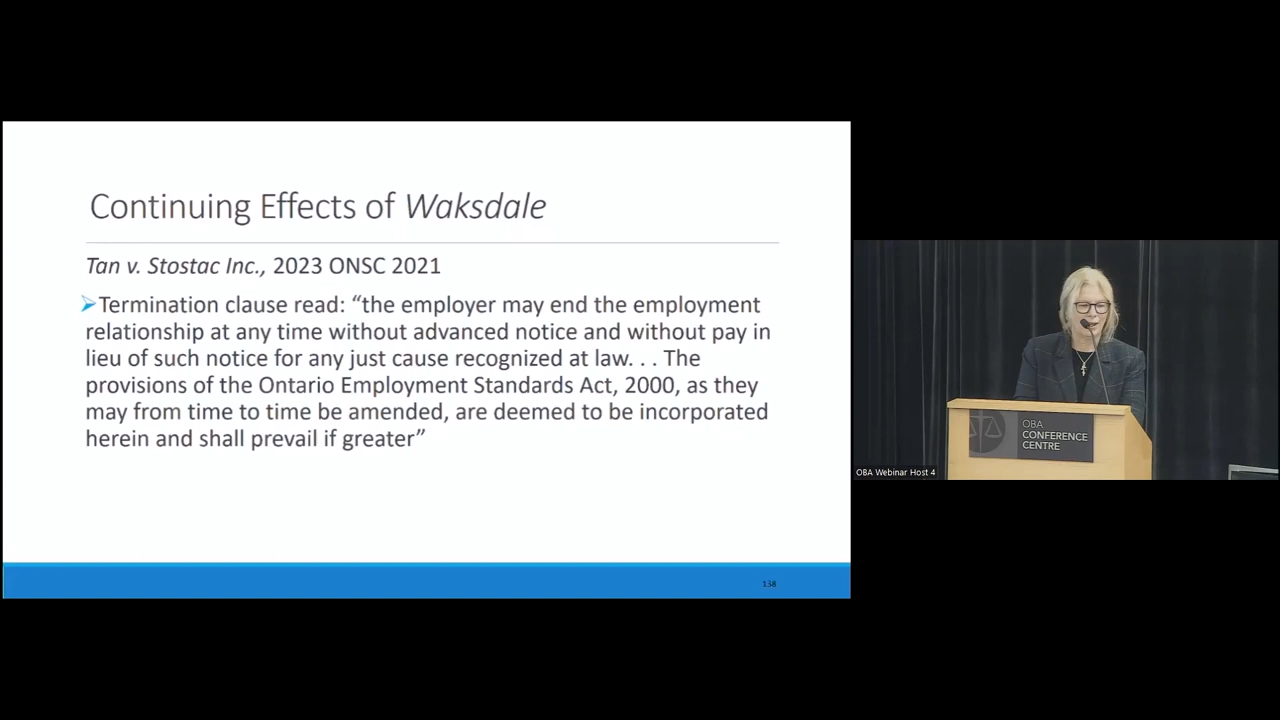 Continuing Effects of Waksdale
Tan v. Stostac Inc., 2023 ONSC 2021
➢Termination clause read: “the employer may end the employment
relationship at any time without advanced notice and without pay in
lieu of such notice for any just cause recognized at law. . . The
provisions of the Ontario Employment Standards Act, 2000, as they
may from time to time be amended, are deemed to be incorporated
herein and shall prevail if greater”
138
OBA
CONFERENCE
CENTRE
OBA Webinar Host 4